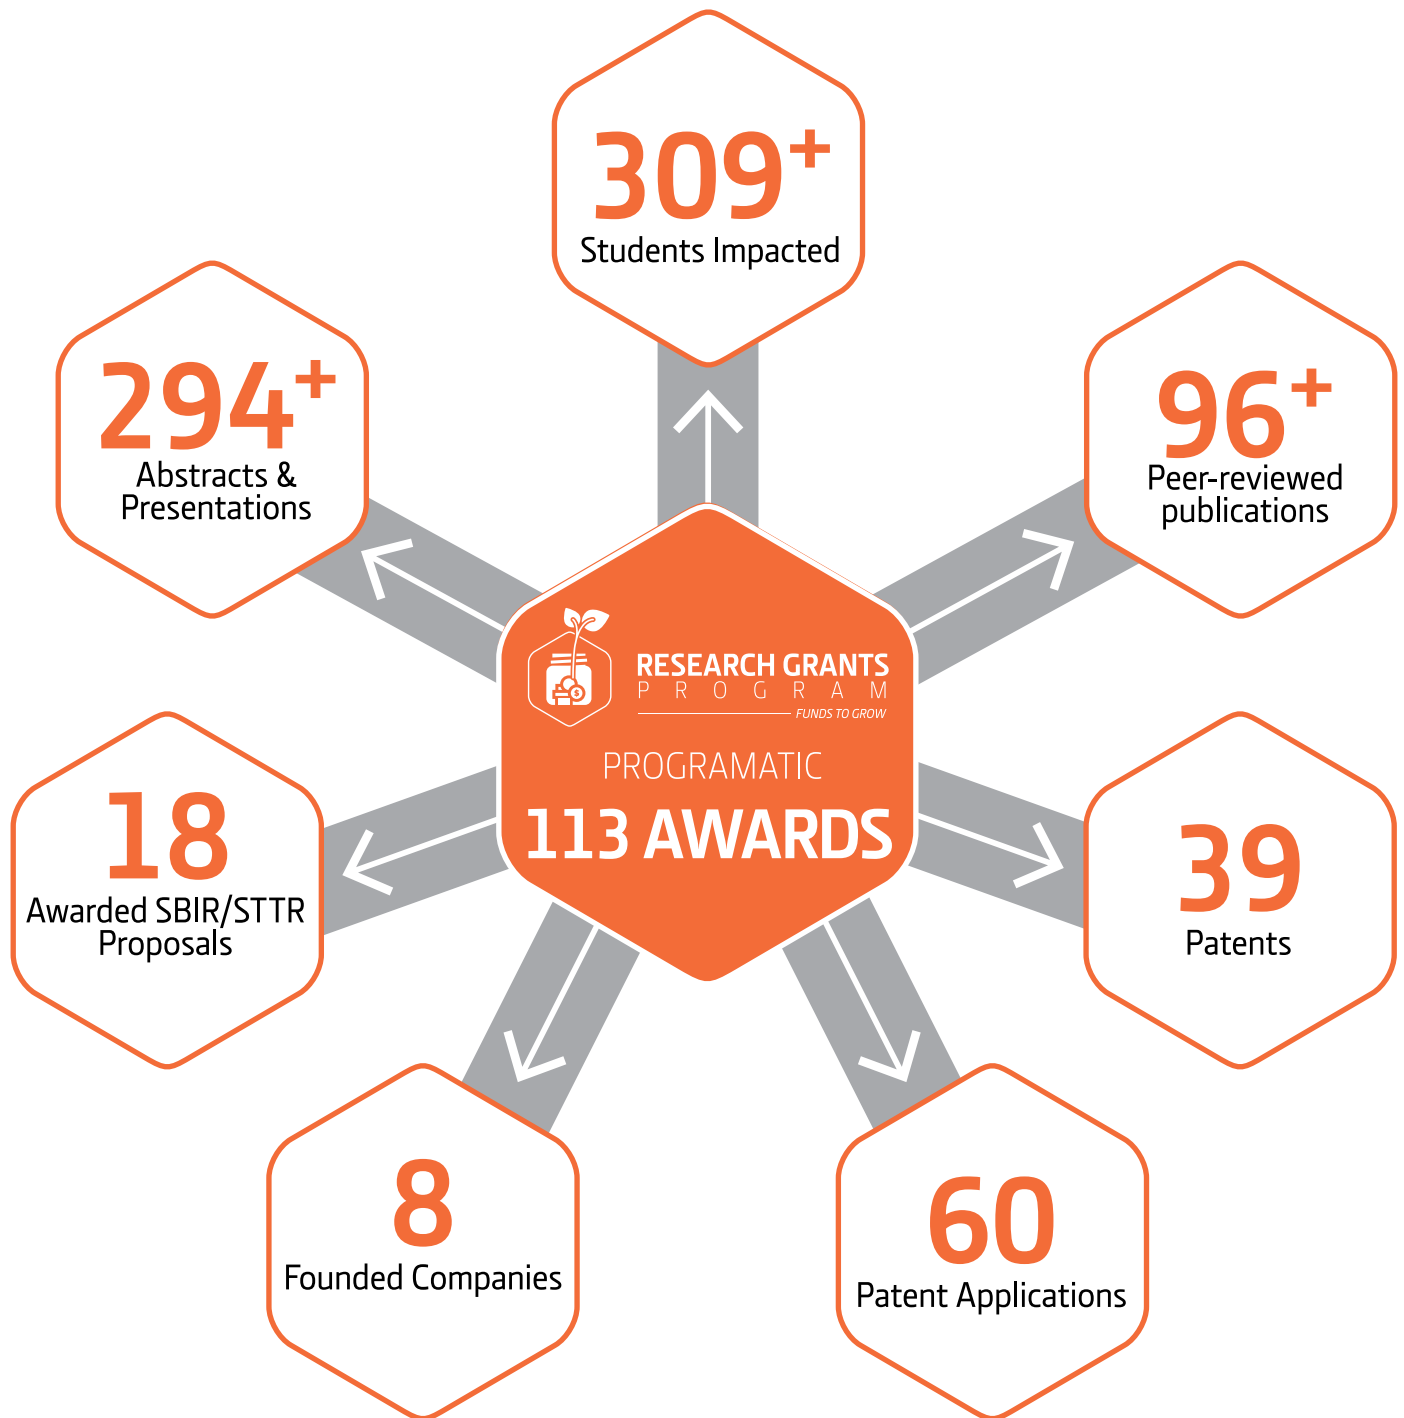 309+
Students Impacted
294+
Abstracts &
Presentations
96+
Peer-reviewed
publications
RESEARCH GRANTS
PROGRAM
FUNDS TO GROW
$
PROGRAMATIC
113 AWARDS
18
Awarded SBIR/STTR
Proposals
39
Patents
8
Founded Companies
60
Patent Applications